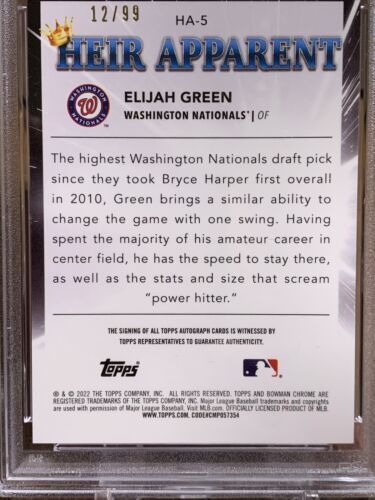 12/99
HA-5
HEIR APPARENT
WASHINGTON
W
NATIONALS
ELIJAH GREEN
WASHINGTON NATIONALS® | OF
The highest Washington Nationals draft pick
since they took Bryce Harper first overall
in 2010, Green brings a similar ability to
change the game with one swing. Having
spent the majority of his amateur career in
center field, he has the speed to stay there,
as well as the stats and size that scream
“power hitter.”
THE SIGNING OF ALL TOPPS AUTOGRAPH CARDS IS WITNESSED BY
TOPPS REPRESENTATIVES TO GUARANTEE AUTHENTICITY.
Topps
® & © 2022 THE TOPPS COMPANY, INC. ALL RIGHTS RESERVED. TOPPS AND BOWMAN CHROME ARE
REGISTERED TRADEMARKS OF THE TOPPS COMPANY, INC. Major League Baseball trademarks and copyrights
are used with permission of Major League Baseball. Visit MLB.com. OFFICIALLY LICENSED PRODUCT OF MLB.
WWW.TOPPS.COM. CODE#CMP057354